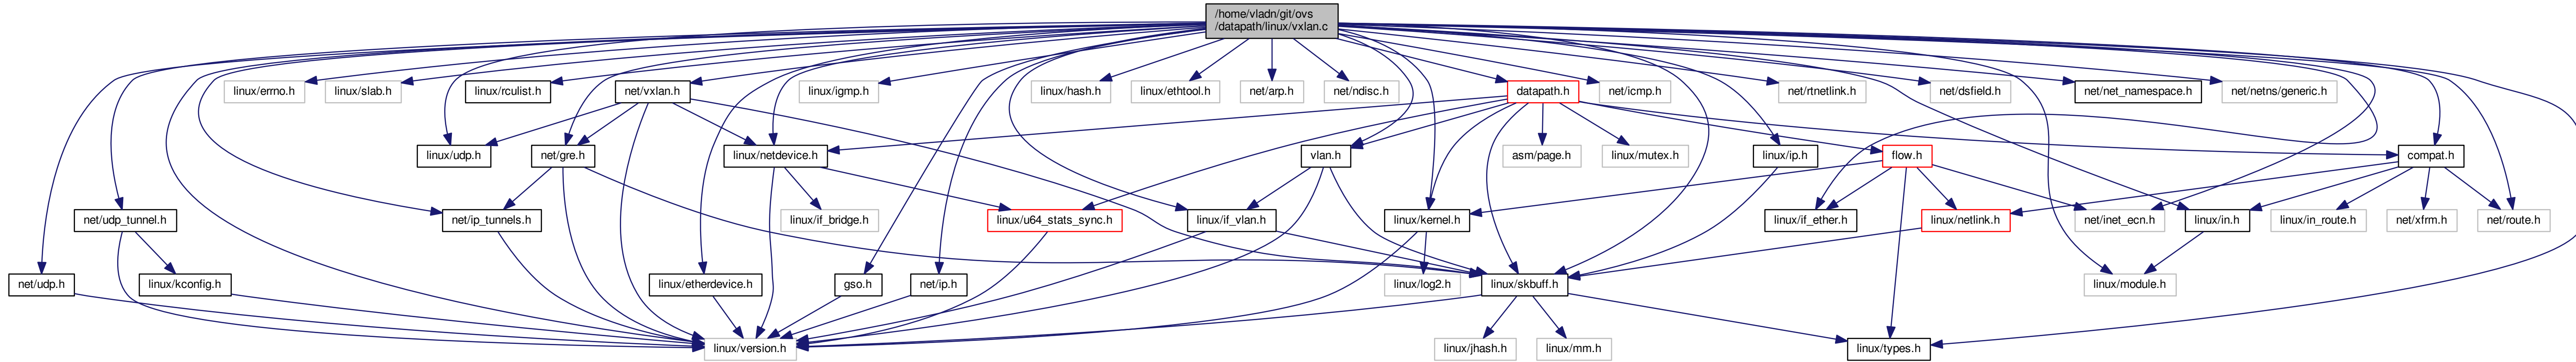 /home/vladn/git/ovs
/datapath/linux/vxlan.c
linux/errno.h
linux/slab.h
linux/rculist.h
net/vxlan.h
linux/igmp.h
linux/hash.h
linux/ethtool.h
net/arp.h
net/ndisc.h
datapath.h
net/icmp.h
net/rtnetlink.h
net/dsfield.h
net/net_namespace.h
net/netns/generic.h
linux/udp.h
net/gre.h
linux/netdevice.h
vlan.h
asm/page.h
linux/mutex.h
linux/ip.h
flow.h
compat.h
net/udp_tunnel.h
net/ip_tunnels.h
linux/if_bridge.h
linux/u64_stats_sync.h
linux/if_vlan.h
linux/kernel.h
linux/if_ether.h
linux/netlink.h
net/inet_ecn.h
linux/in.h
linux/in_route.h
net/xfrm.h
net/route.h
net/udp.h
linux/kconfig.h
linux/etherdevice.h
gso.h
net/ip.h
linux/log2.h
linux/skbuff.h
linux/module.h
linux/version.h
linux/jhash.h
linux/mm.h
linux/types.h